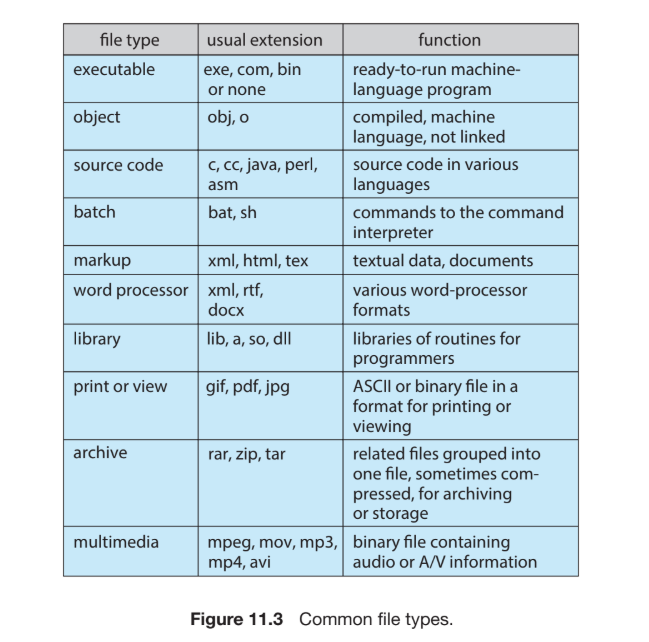 file type usual extension function
executable exe, com, bin ready-to-run machine-
or none language program
object obj, o compiled, machine
language, not linked
source code c, cc, java, perl, source code in various
asm languages
batch bat, sh commands to the command
interpreter
markup xml, html, tex textual data, documents
word processor xml, rtf, various word-processor
docx formats
library lib, a, so, dll libraries of routines for
programmers
print or view gif, pdf, jpg ASCII or binary file in a
format for printing or
viewing
archive rar, zip, tar related files grouped into
one file, sometimes com-
pressed, for archiving
or storage
multimedia mpeg, mov, mp3, binary file containing
mp4, avi audio or A/V information
Figure 11.3 Common file types.